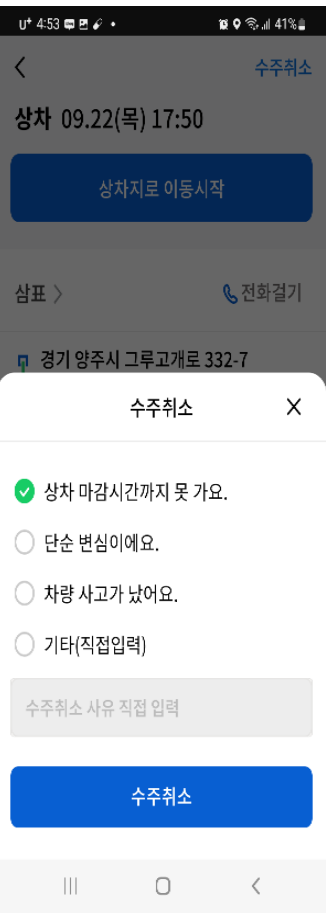 U+ 4:53 41%
수주취소
상차 09.22(목) 17:50
상차지로 이동시작
삼표 전화걸기
경기 양주시 그루고개로 332-7
수주취소
상차 마감시간까지 못 가요.
단순 변심이에요.
차량 사고가 났어요.
기타(직접입력)
수주취소 사유 직접 입력
수주취소